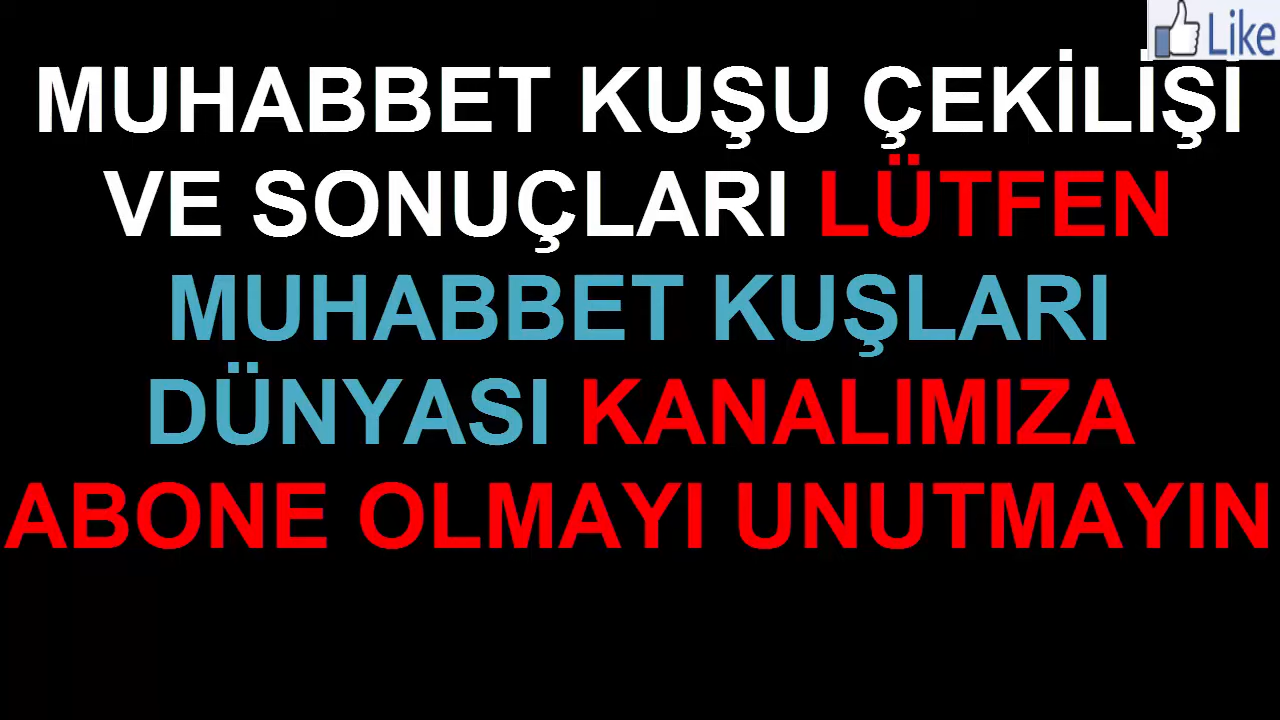 Like
MUHABBET KUŞU ÇEKİLİŞİ
VE SONUÇLARI LÜTFEN
MUHABBET KUŞLARI
DÜNYASI KANALIMIZA
ABONE OLMAYI UNUTMAYIN